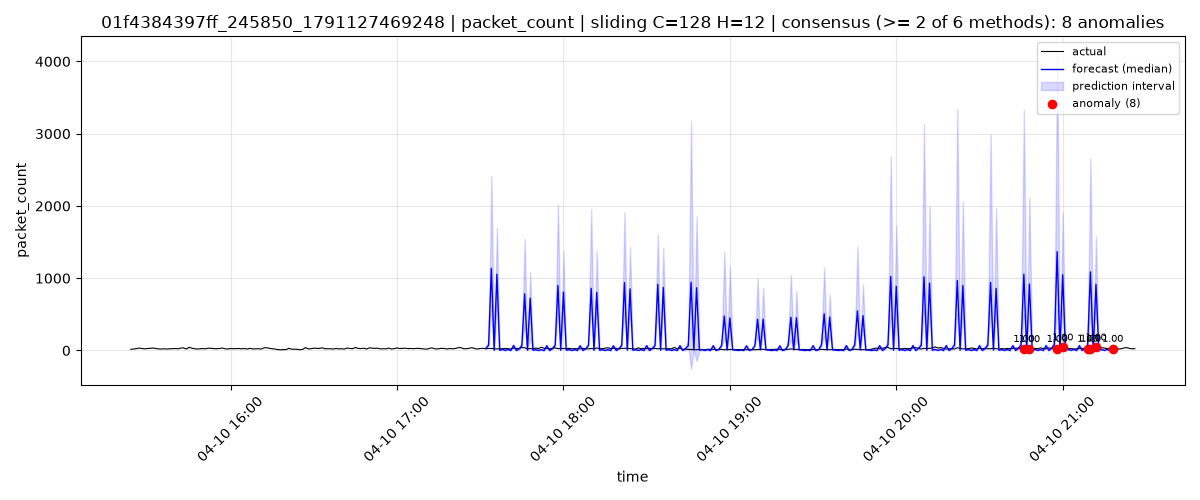 01f4384397ff_245850_1791127469248 | packet_count | sliding C=128 H=12 | consensus (>= 2 of 6 methods): 8 anomalies
actual
forecast (median)
prediction interval
anomaly (8)
4000
3000
2000
1000
0
packet_count
1.00
04-10 16:00
04-10 17:00
04-10 18:00
04-10 19:00
04-10 20:00
04-10 21:00
time